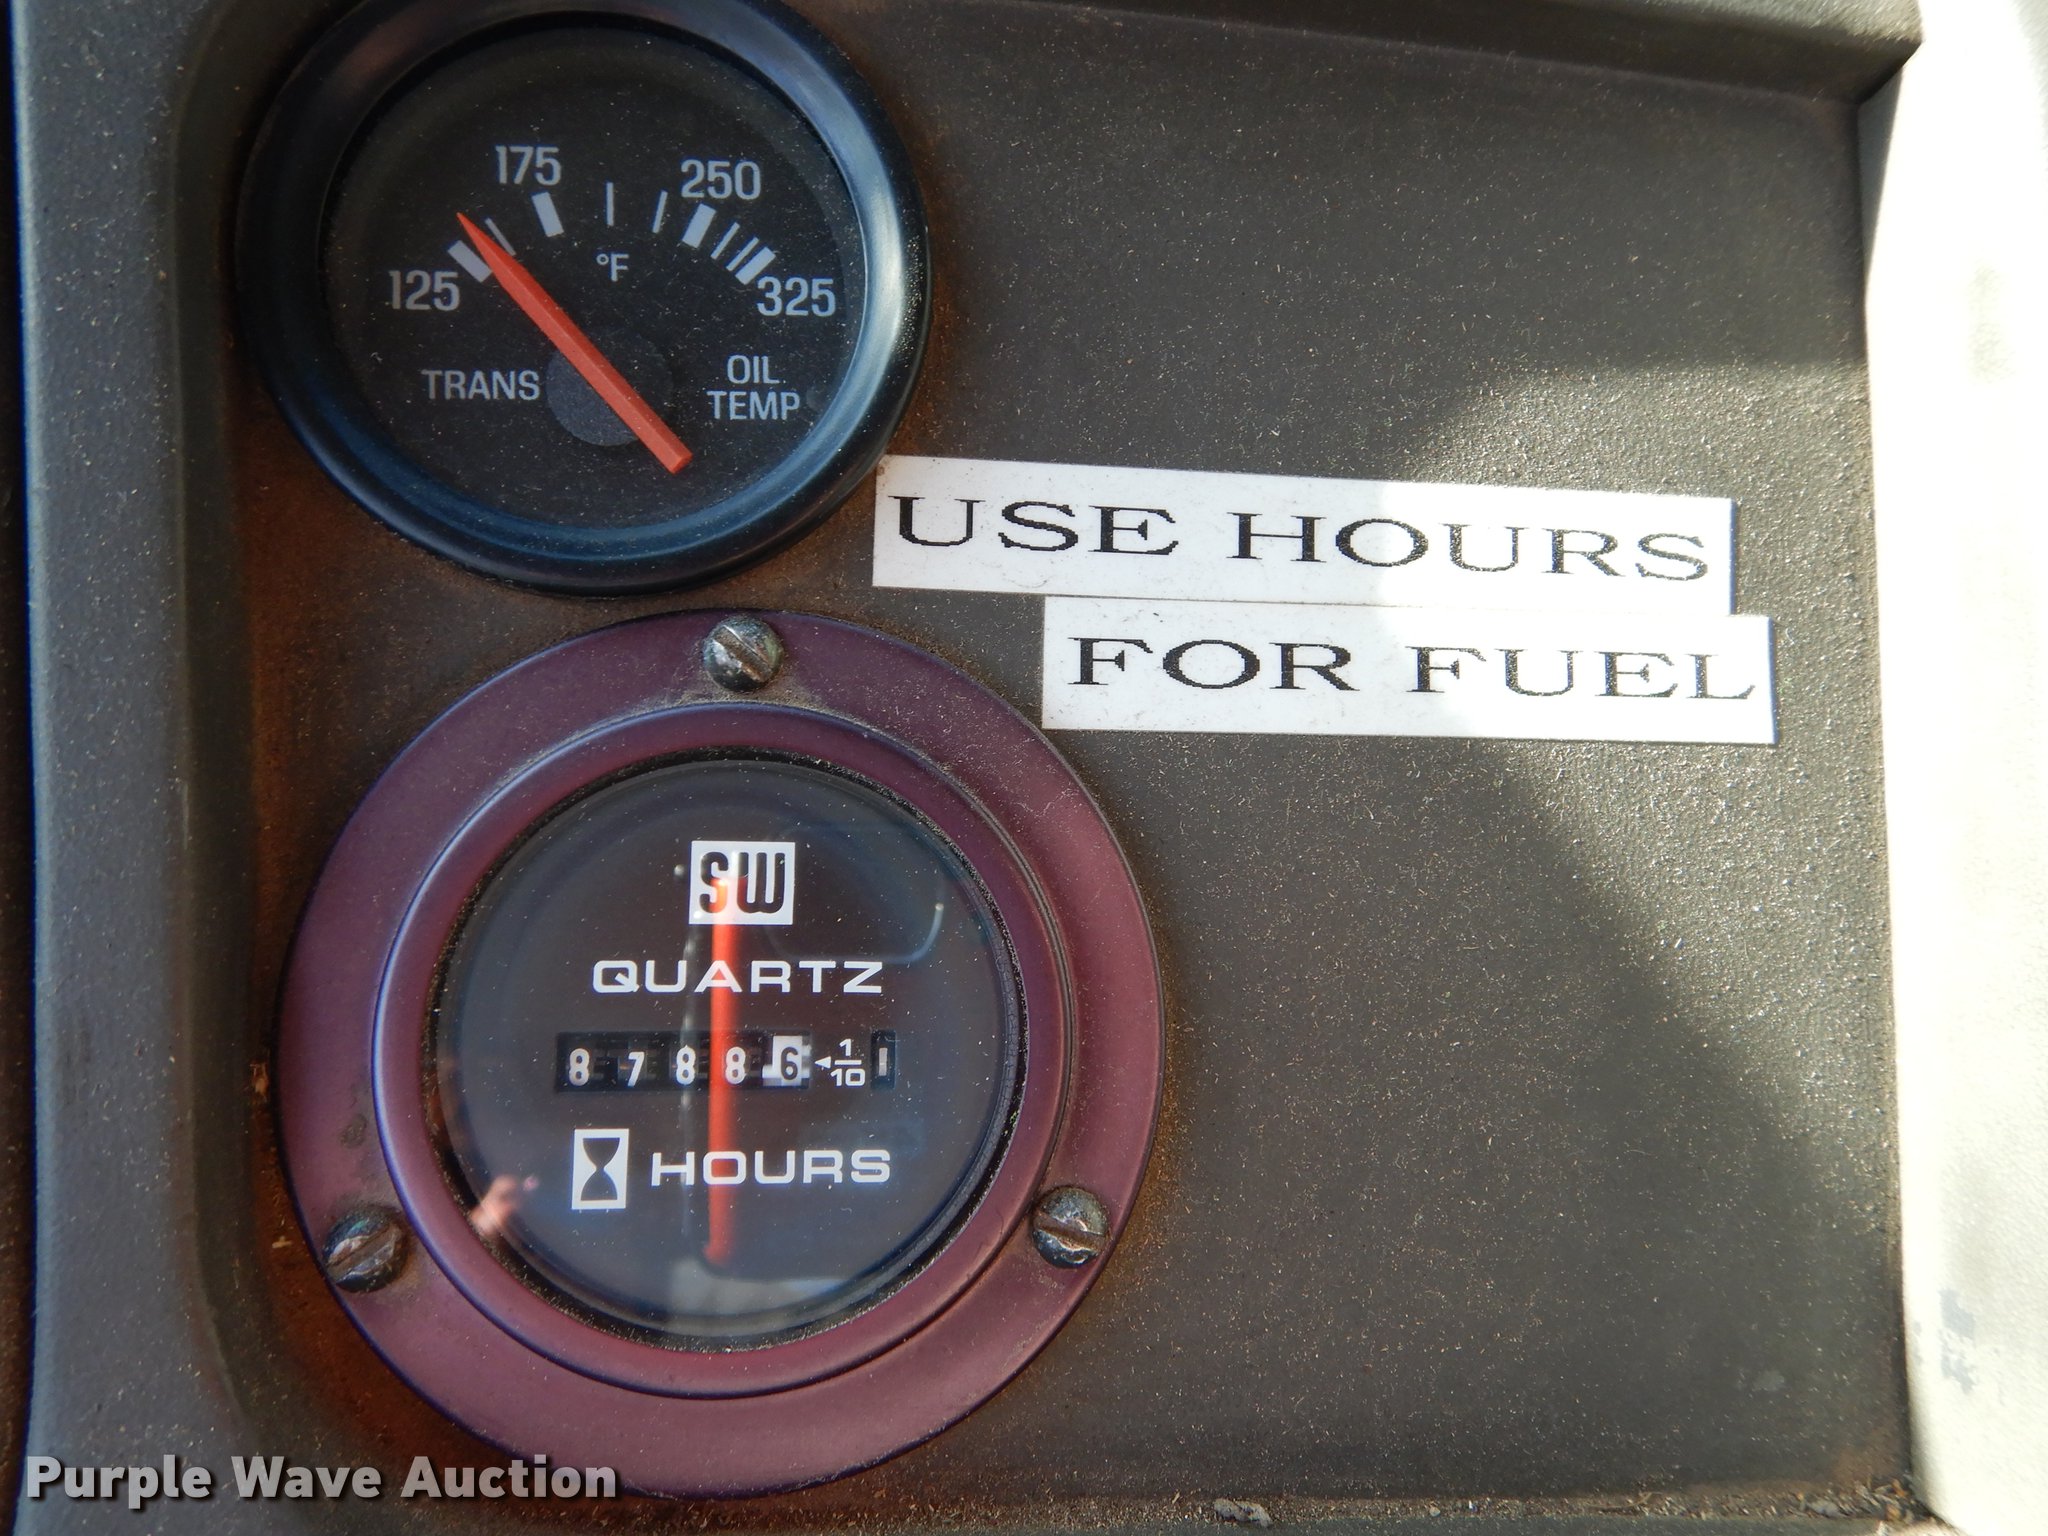 175
250
125
°F
325
TRANS
OIL
TEMP
USE HOURS
FOR FUEL
SW
QUARTZ
8 7 8 8 6 ◄ 1/10
HOURS
Purple Wave Auction